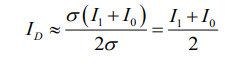 I_D ≈ σ(I_1 + I_0) / 2σ = I_1 + I_0 / 2